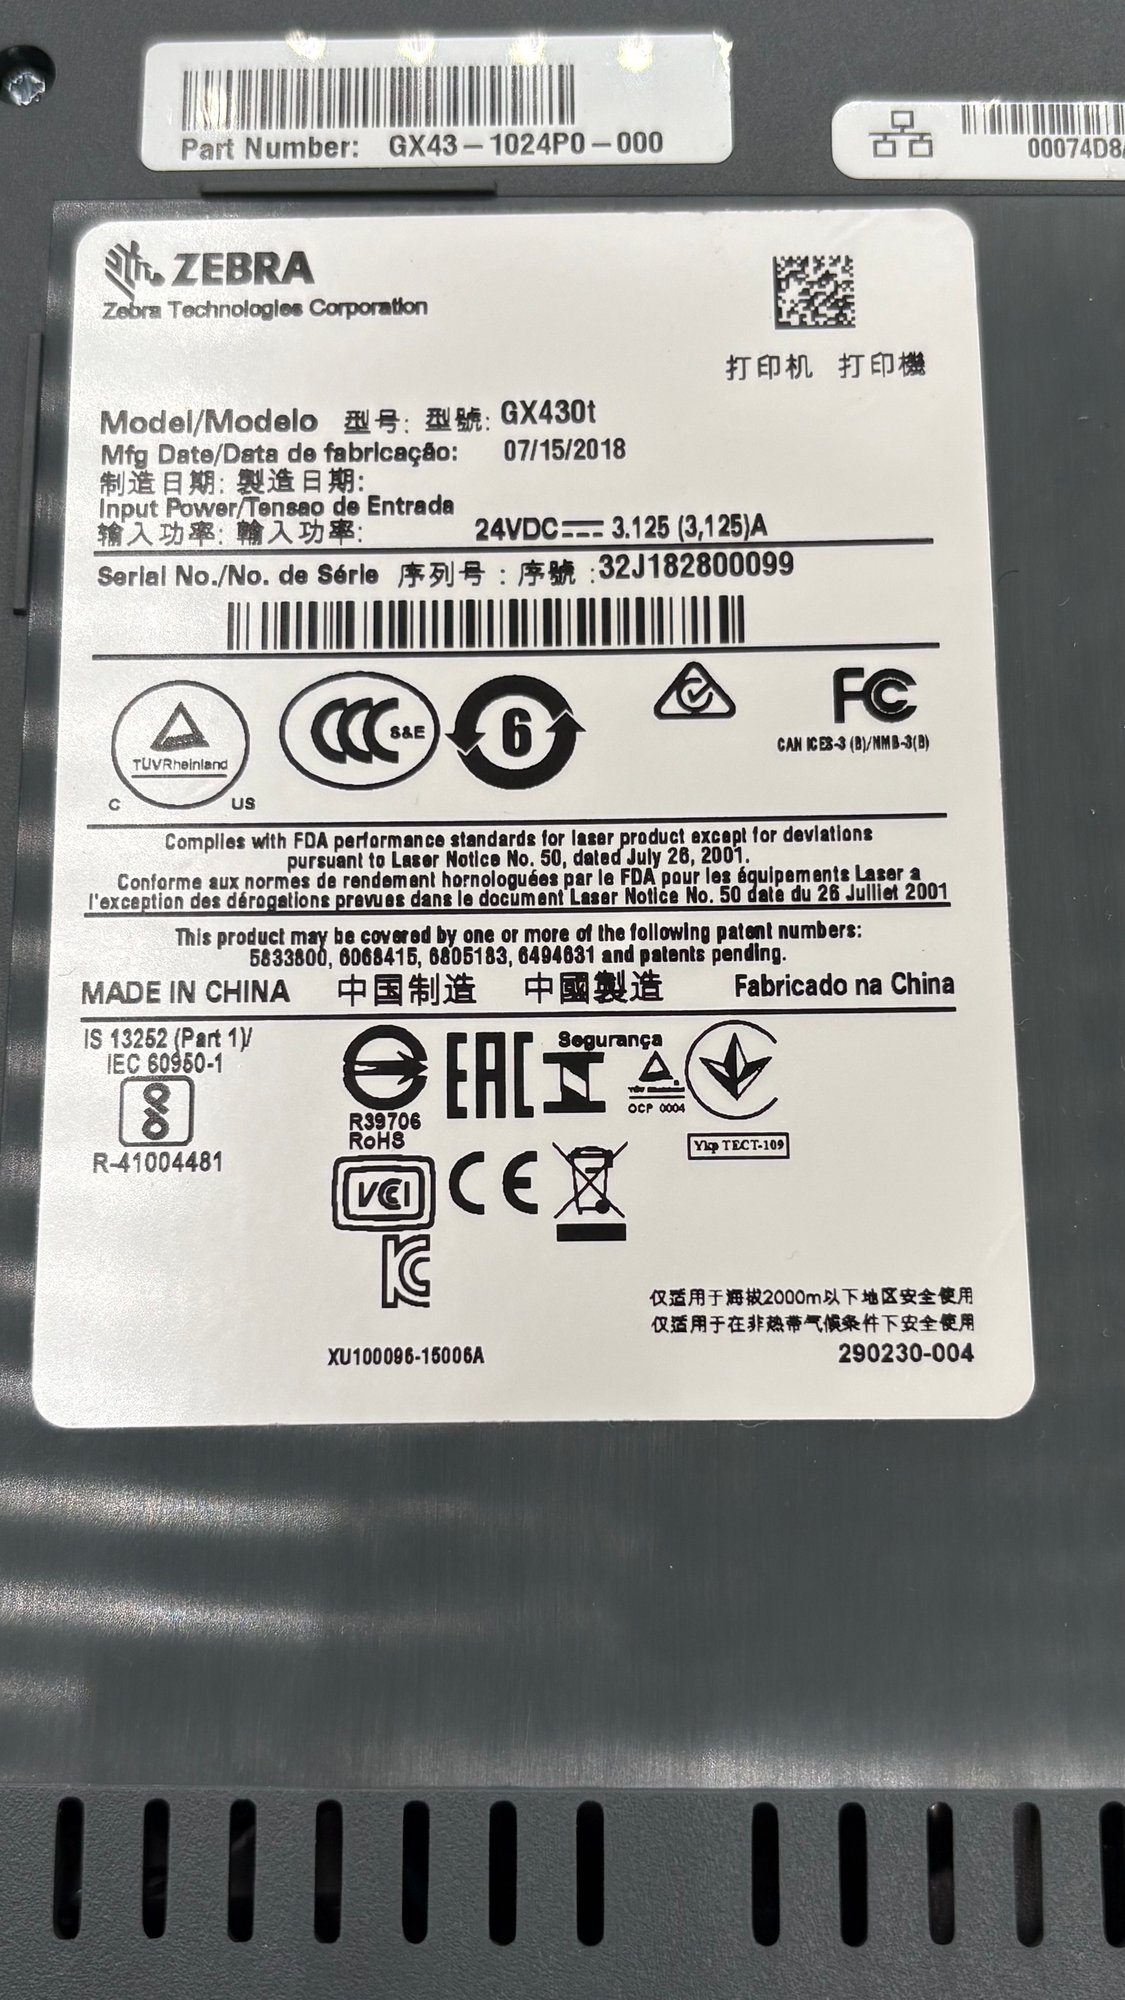 Part Number: GX43-1024P0-000
00074D8
ZEBRA
Zebra Technologies Corporation
打印机 打印機
Model/Modelo 型号: 型號: GX430t
Mfg Date/Data de fabricação: 07/15/2018
制造日期: 製造日期:
Input Power/Tensao de Entrada
输入功率: 輸入功率: 24VDC 3.125 (3,125)A
Serial No./No. de Série 序列号 : 序號 :32J182800099
TÜVRheinland
C US
CCC S&E
6
FC
CAN ICES-3 (B)/NMB-3(B)
Complies with FDA performance standards for laser product except for deviations
pursuant to Laser Notice No. 50, dated July 26, 2001.
Conforme aux normes de rendement homologuées par le FDA pour les équipements Laser a
l'exception des dérogations prevues dans le document Laser Notice No. 50 date du 26 Juilliet 2001
This product may be covered by one or more of the following patent numbers:
5833800, 6068415, 6805183, 6494631 and patents pending.
MADE IN CHINA 中国制造 中國製造 Fabricado na China
IS 13252 (Part 1)/
IEC 60950-1
R-41004481
R39706
RoHS
EAC
Segurança
OCP 0004
Укр ТЕСТ-109
VCCI
CE
KC
仅适用于海拔2000m以下地区安全使用
仅适用于在非热带气候条件下安全使用
XU100096-15006A
290230-004